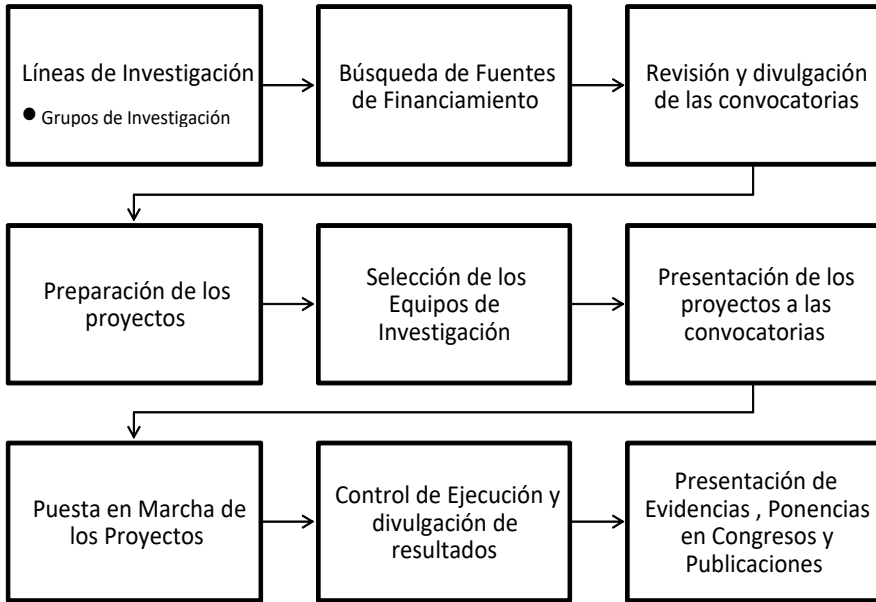 Líneas de Investigación
● Grupos de Investigación
Búsqueda de Fuentes
de Financiamiento
Revisión y divulgación
de las convocatorias
Preparación de los
proyectos
Selección de los
Equipos de
Investigación
Presentación de los
proyectos a las
convocatorias
Puesta en Marcha de
los Proyectos
Control de Ejecución y
divulgación de
resultados
Presentación de
Evidencias , Ponencias
en Congresos y
Publicaciones